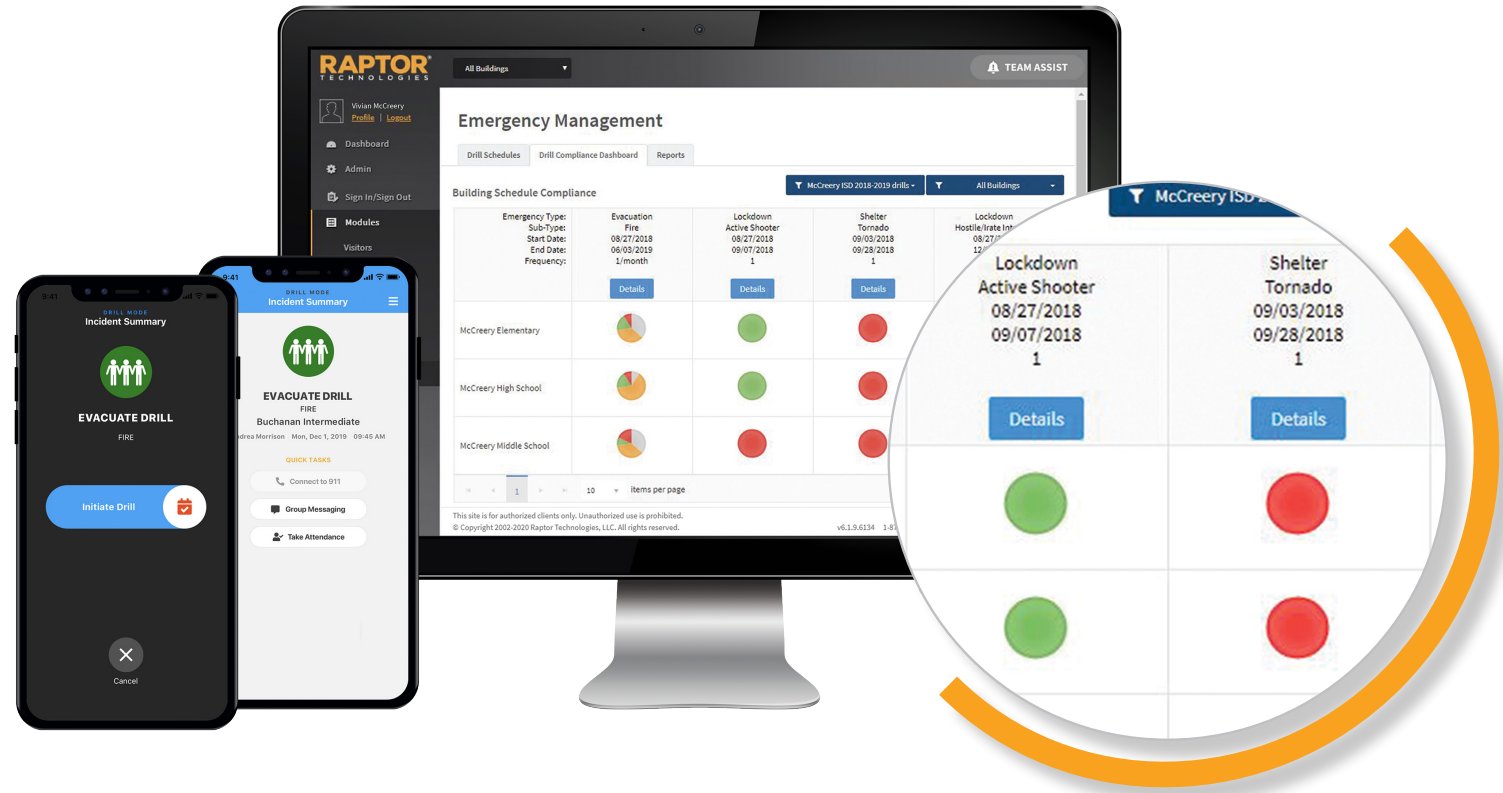 RAPTOR®
TECHNOLOGIES
All Buildings
TEAM ASSIST
Vivian McCreery
Profile | Logout
Dashboard
Admin
Sign In/Sign Out
Modules
Visitors
Emergency Management
Drill Schedules
Drill Compliance Dashboard
Reports
Building Schedule Compliance
McCreery ISD 2018-2019 drills
All Buildings
Emergency Type: Evacuation Lockdown Shelter Lockdown
Sub-Type: Fire Active Shooter Tornado Hostile/Irate
Start Date: 08/27/2018 08/27/2018 09/03/2018 08/27/
End Date: 06/03/2019 09/07/2018 09/28/2018 12/
Frequency: 1/month 1 1
Details Details Details
McCreery Elementary
McCreery High School
McCreery Middle School
1 10 items per page
This site is for authorized clients only. Unauthorized use is prohibited.
© Copyright 2002-2020 Raptor Technologies, LLC. All rights reserved.
v6.1.9.6134 1-87
9:41
DRILL MODE
Incident Summary
EVACUATE DRILL
FIRE
Initiate Drill
Cancel
9:41
DRILL MODE
Incident Summary
EVACUATE DRILL
FIRE
Buchanan Intermediate
Morrison Mon, Dec 1, 2019 09:45 AM
QUICK TASKS
Connect to 911
Group Messaging
Take Attendance
McCreery ISD
Lockdown Shelter
Active Shooter Tornado
08/27/2018 09/03/2018
09/07/2018 09/28/2018
1 1
Details Details